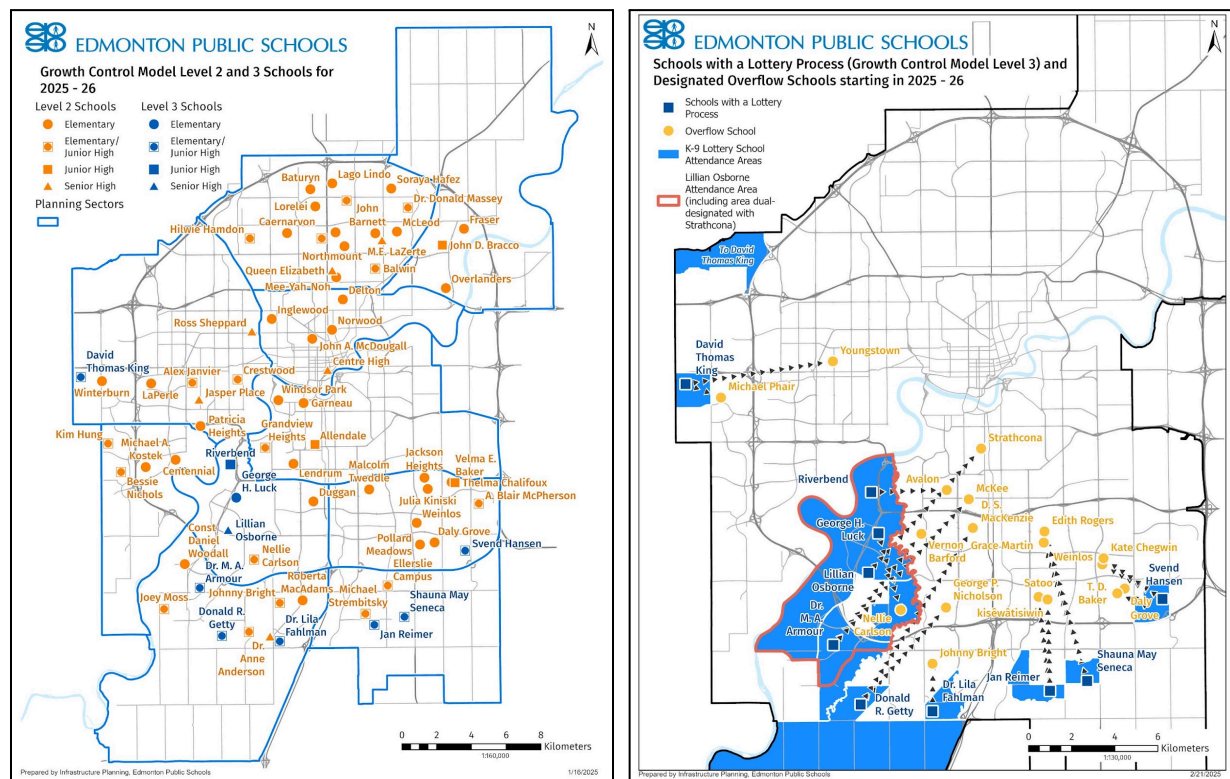 EDMONTON PUBLIC SCHOOLS
N
Growth Control Model Level 2 and 3 Schools for
2025 - 26
Level 2 Schools
Elementary
Elementary/
Junior High
Junior High
Senior High
Level 3 Schools
Elementary
Elementary/
Junior High
Junior High
Senior High
Planning Sectors
Baturyn
Lago Lindo
Soraya Hafez
Dr. Donald Massey
Lorelei
John
Barnett
Caernarvon
McLeod
Fraser
Hilwie Hamdon
M.E. LaZerte
John D. Bracco
Northmount
Queen Elizabeth
Balwin
Mee-Yah-Noh
Overlanders
Delton
Inglewood
Ross Sheppard
Norwood
John A. McDougall
David
Thomas King
Centre High
Alex Janvier
Crestwood
Winterburn
LaPerle
Jasper Place
Windsor Park
Garneau
Patricia
Heights
Grandview
Heights
Allendale
Kim Hung
Michael A.
Kostek
Riverbend
Centennial
Bessie
Nichols
George
H. Luck
Lendrum
Malcolm
Tweddle
Jackson
Heights
Velma E.
Baker
Thelma Chalifoux
Duggan
Julia Kiniski
A. Blair McPherson
Weinlos
Const.
Daniel
Woodall
Lillian
Osborne
Daly Grove
Pollard
Meadows
Svend Hansen
Nellie
Carlson
Ellerslie
Campus
Dr. M. A.
Armour
Roberta
MacAdams
Joey Moss
Johnny Bright
Michael
Strembitsky
Shauna May
Seneca
Donald R.
Getty
Dr. Lila
Fahlman
Jan Reimer
Dr.
Anne
Anderson
0 2 4 6 8
Kilometers
1:160,000
Prepared by Infrastructure Planning, Edmonton Public Schools
1/16/2025
EDMONTON PUBLIC SCHOOLS
N
Schools with a Lottery Process (Growth Control Model Level 3) and
Designated Overflow Schools starting in 2025 - 26
Schools with a Lottery
Process
Overflow School
K-9 Lottery School
Attendance Areas
Lillian Osborne
Attendance Area
(including area dual-
designated with
Strathcona)
To David
Thomas King
David
Thomas
King
Youngstown
Michael Phair
Strathcona
Riverbend
Avalon
McKee
D. S.
MacKenzie
George H.
Luck
Edith Rogers
Vernon
Barford
Grace Martin
Weinlos
Kate Chegwin
Lillian
Osborne
Svend
Hansen
George P.
Nicholson
Satoo
T. D.
Baker
Daly
Grove
Dr.
M. A.
Armour
Nellie
Carlson
kisêwâtisiwin
Johnny Bright
Shauna May
Seneca
Jan Reimer
Donald
R. Getty
Dr. Lila
Fahlman
0 2 4 6
Kilometers
1:130,000
Prepared by Infrastructure Planning, Edmonton Public Schools
2/21/2025